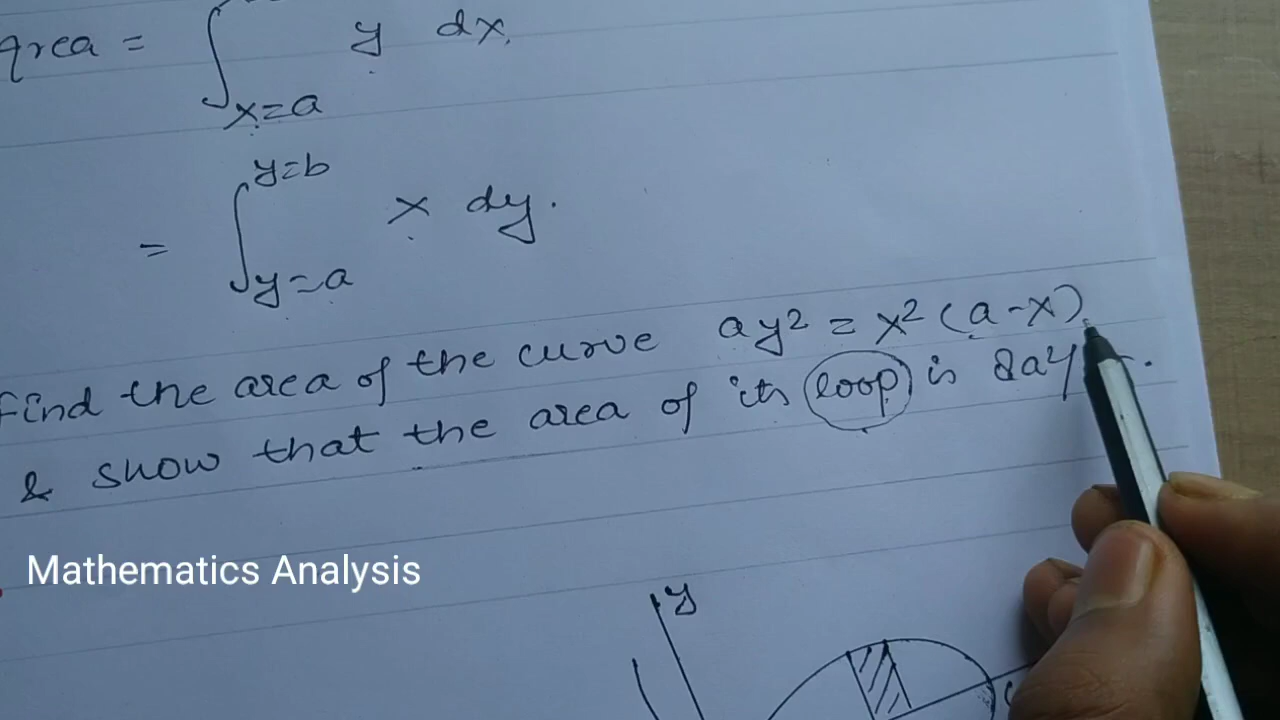 area = ∫ y dx.
x=a
y=b
= ∫ x dy.
y=a
Find the area of the curve ay² = x² (a-x)
& show that the area of its loop is 8a²/
Mathematics Analysis
y